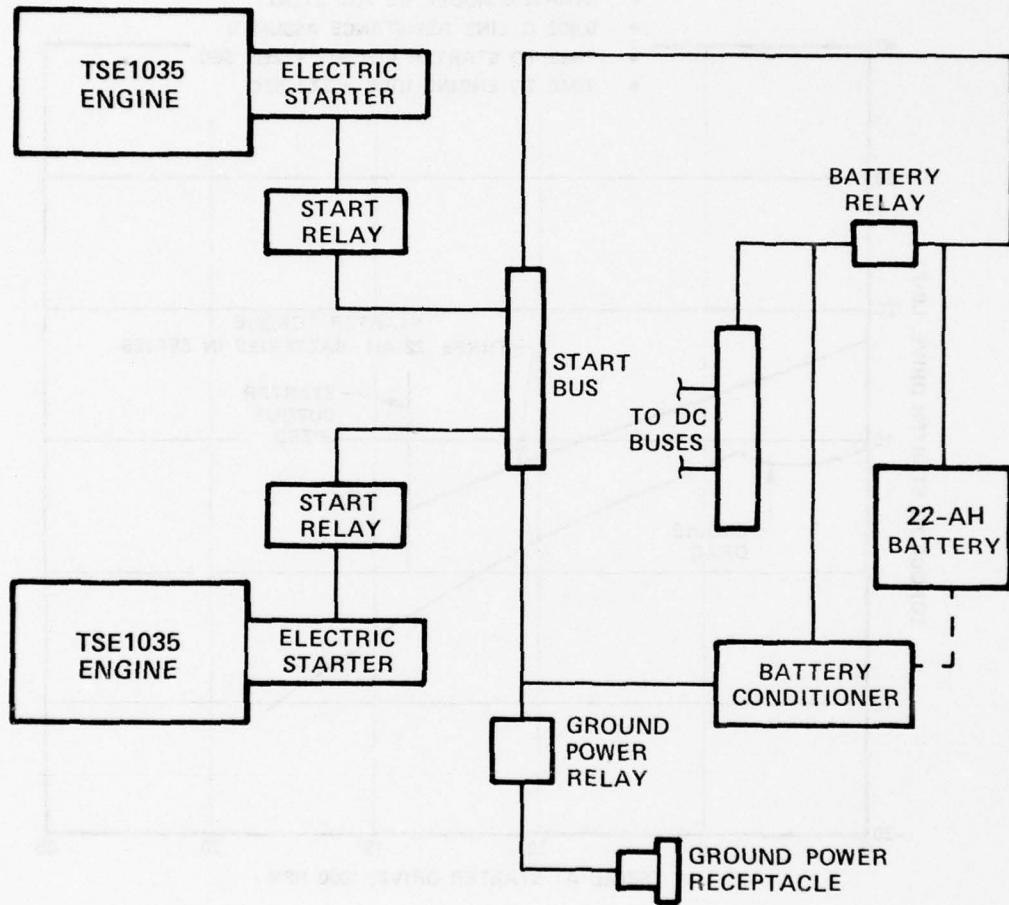 TSE1035
ENGINE
ELECTRIC
STARTER
START
RELAY
BATTERY
RELAY
START
BUS
TO DC
BUSES
22-AH
BATTERY
START
RELAY
TSE1035
ENGINE
ELECTRIC
STARTER
BATTERY
CONDITIONER
GROUND
POWER
RELAY
GROUND POWER
RECEPTACLE